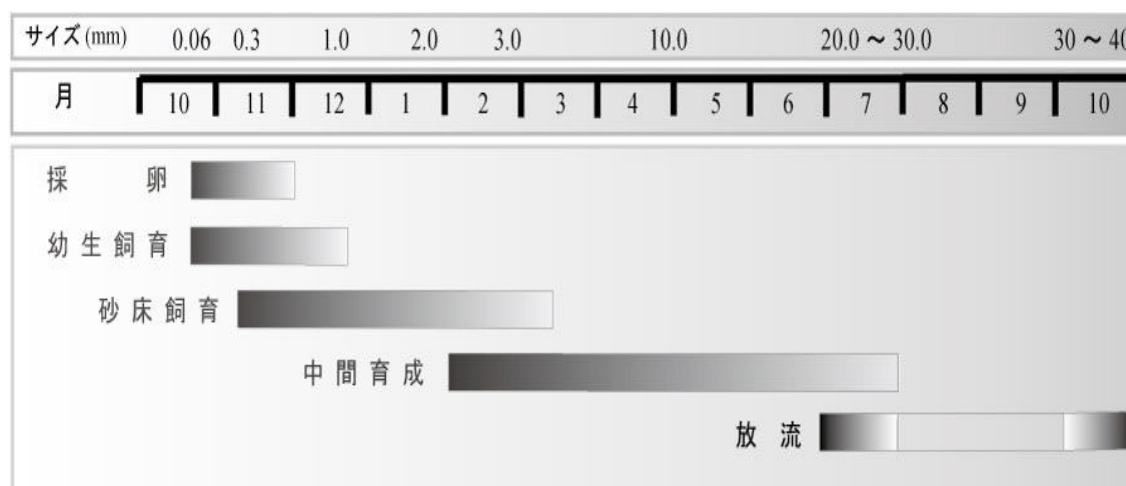 サイズ(mm) 0.06 0.3 1.0 2.0 3.0 10.0 20.0 ～ 30.0 30 ～ 40
月 10 11 12 1 2 3 4 5 6 7 8 9 10
採 卵
幼 生 飼 育
砂 床 飼 育
中 間 育 成
放 流